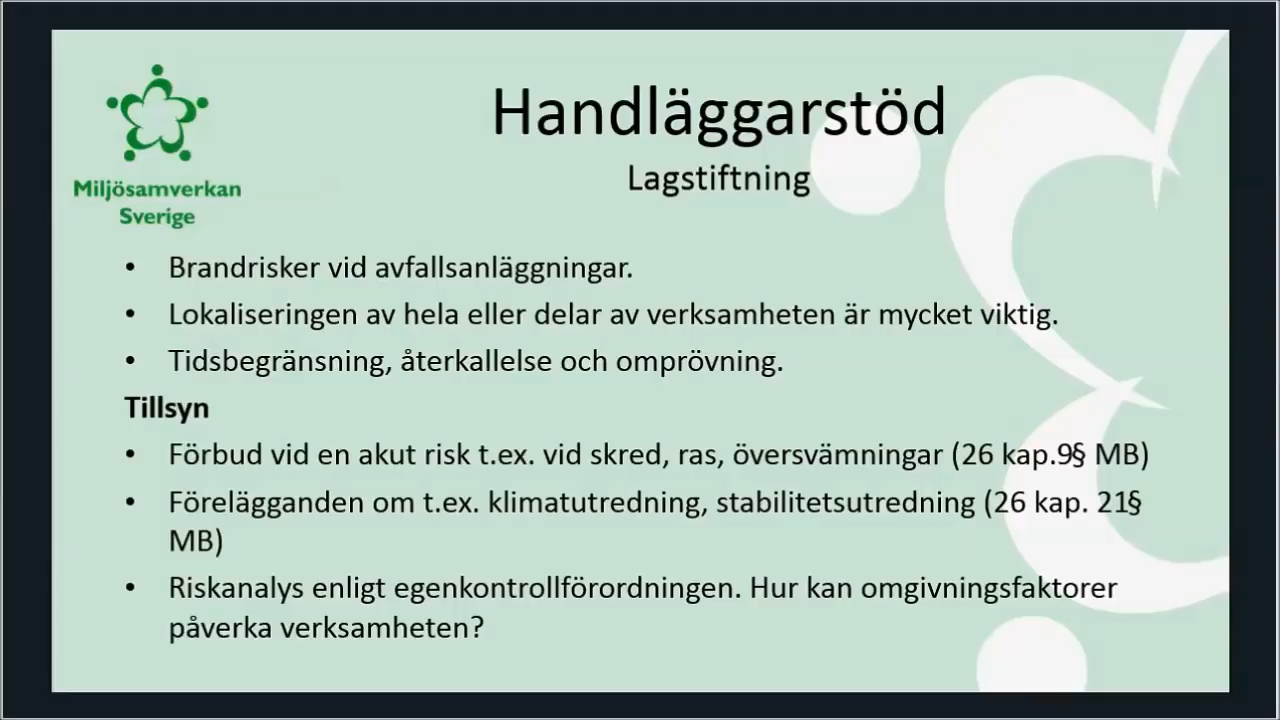 Miljösamverkan
Sverige
Handläggarstöd
Lagstiftning
• Brandrisker vid avfallsanläggningar.
• Lokaliseringen av hela eller delar av verksamheten är mycket viktig.
• Tidsbegränsning, återkallelse och omprövning.
Tillsyn
• Förbud vid en akut risk t.ex. vid skred, ras, översvämningar (26 kap.9§ MB)
• Förelägganden om t.ex. klimatutredning, stabilitetsutredning (26 kap. 21§
MB)
• Riskanalys enligt egenkontrollförordningen. Hur kan omgivningsfaktorer
påverka verksamheten?